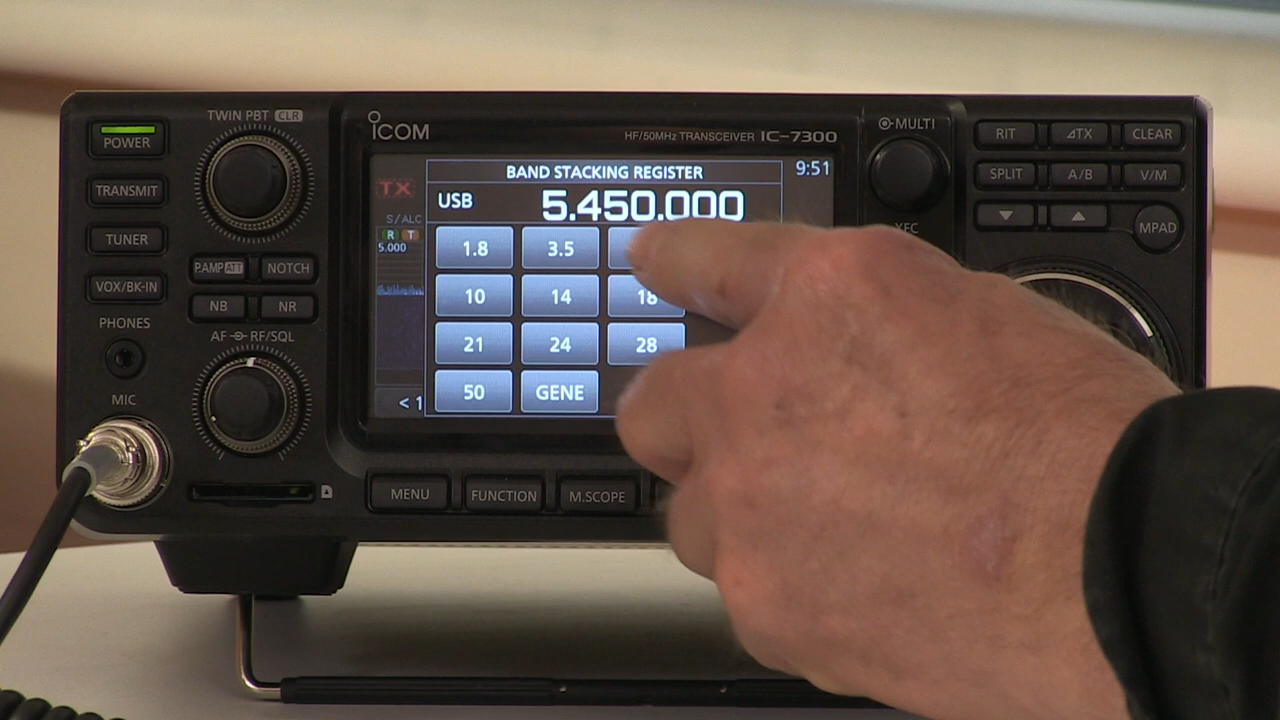 TWIN PBT CLR
POWER
TRANSMIT
TUNER
VOX/BK-IN
PHONES
MIC
P.AMP ATT
NOTCH
NB
NR
AF RF/SQL
ICOM
HF/50MHz TRANSCEIVER IC-7300
BAND STACKING REGISTER
9:51
TX
USB
5.450.000
S/ALC
R T
5.000
1.8
3.5
10
14
18
21
24
28
50
GENE
< 1
MENU
FUNCTION
M.SCOPE
MULTI
RIT
⊿TX
CLEAR
SPLIT
A/B
V/M
MPAD